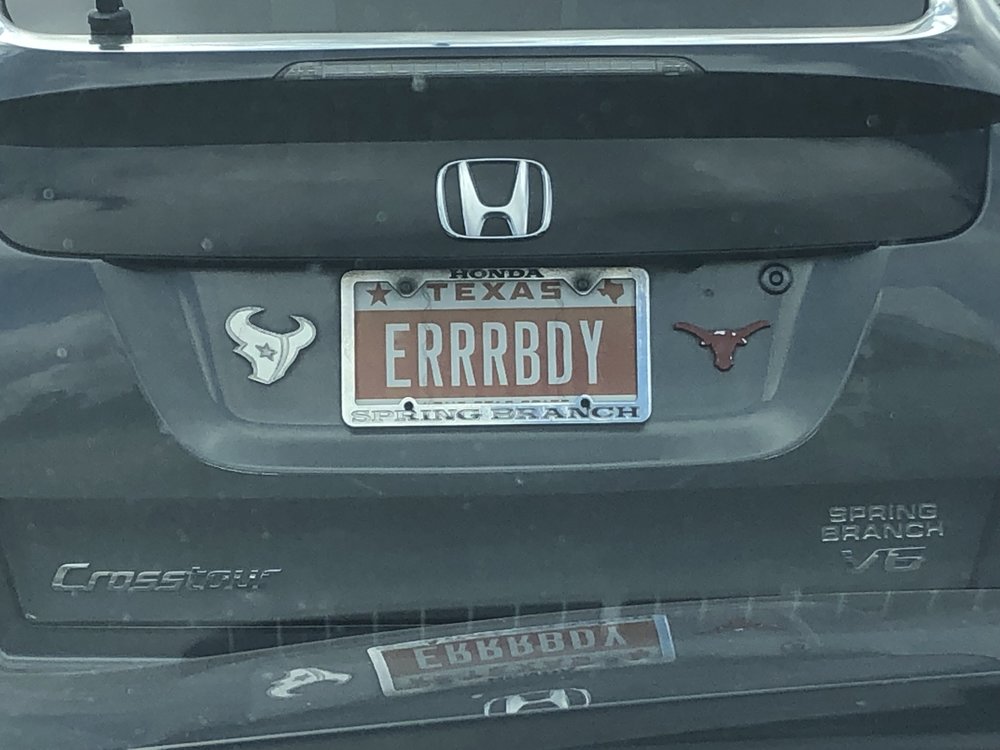 HONDA
TEXAS
ERRRBDY
SPRING BRANCH
SPRING
BRANCH
Crosstour
V6